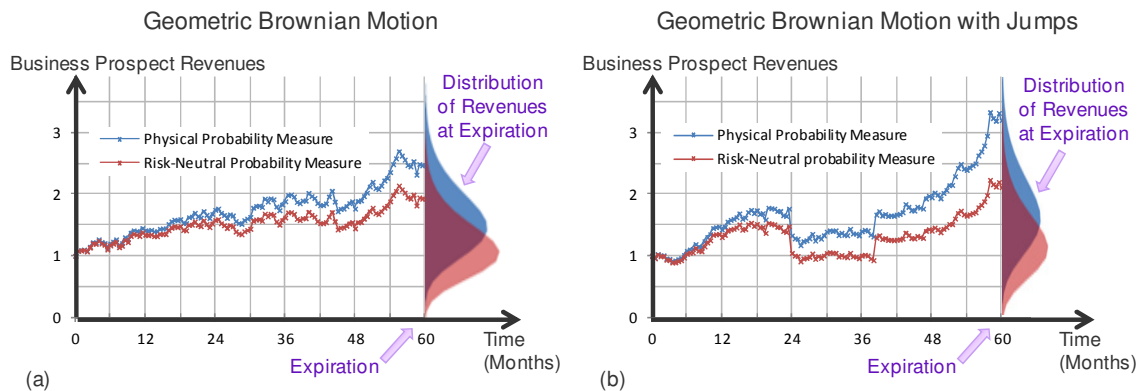 Geometric Brownian Motion
Business Prospect Revenues
Distribution
of Revenues
at Expiration
3
2
1
0
Physical Probability Measure
Risk-Neutral Probability Measure
0 12 24 36 48 60
Time
(Months)
Expiration
(a)
Geometric Brownian Motion with Jumps
Business Prospect Revenues
Distribution
of Revenues
at Expiration
3
2
1
0
Physical Probability Measure
Risk-Neutral probability Measure
0 12 24 36 48 60
Time
(Months)
Expiration
(b)